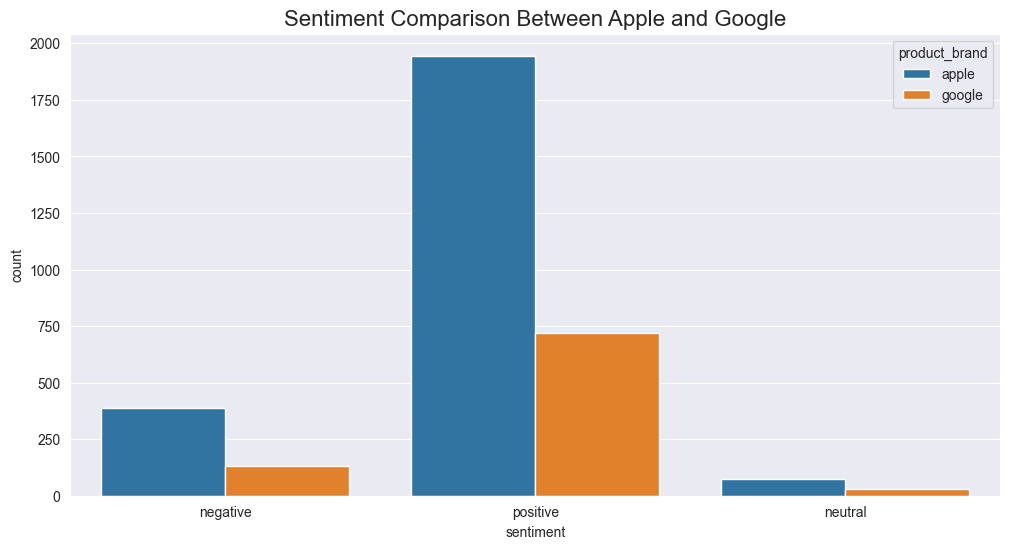 Sentiment Comparison Between Apple and Google
product_brand
apple
google
2000
1750
1500
1250
1000
750
500
250
0
count
negative
positive
neutral
sentiment